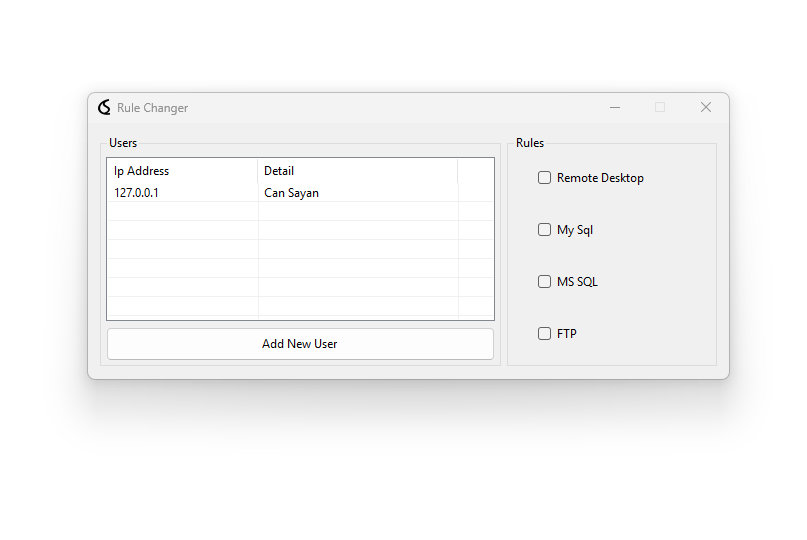 Rule Changer
Users
Ip Address Detail
127.0.0.1 Can Sayan
Add New User
Rules
Remote Desktop
My Sql
MS SQL
FTP